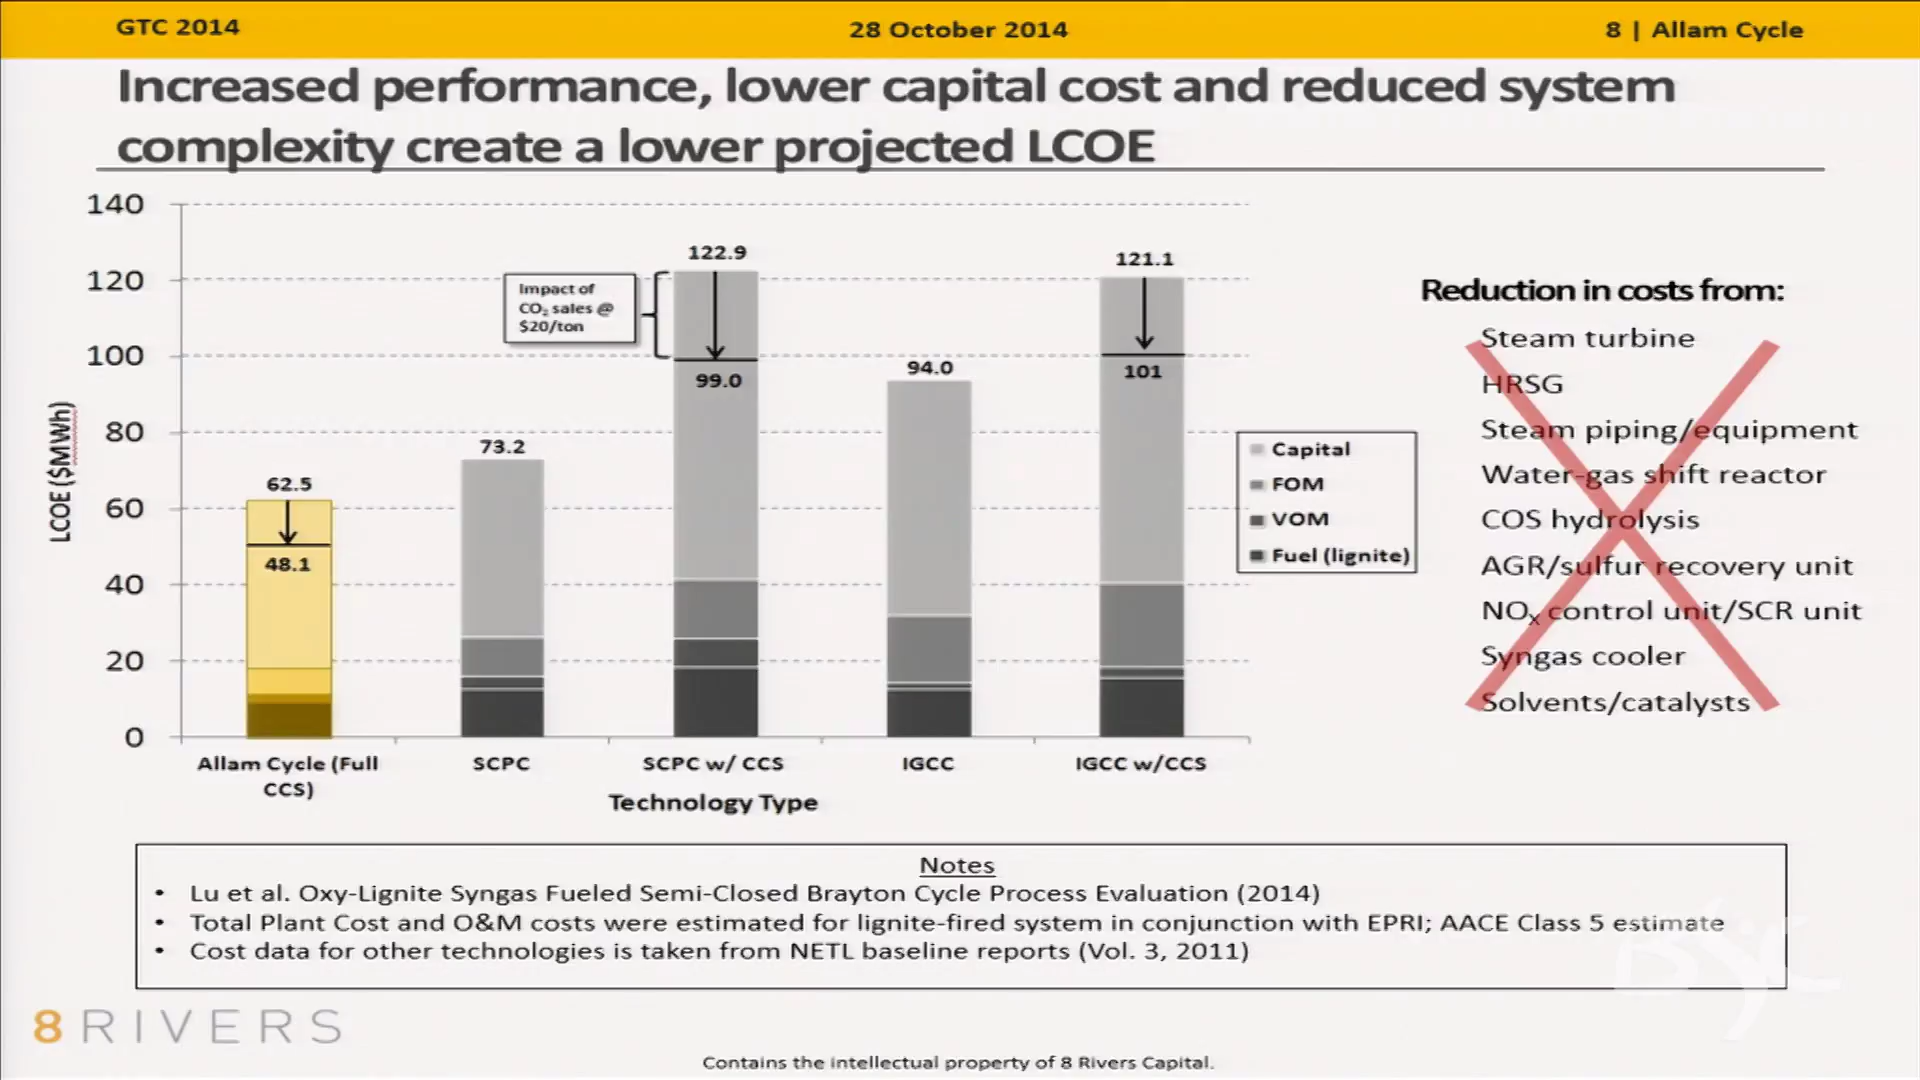 GTC 2014
28 October 2014
8 | Allam Cycle
Increased performance, lower capital cost and reduced system
complexity create a lower projected LCOE
LCOE ($MWh)
140
120
100
80
60
40
20
0
62.5
48.1
73.2
122.9
99.0
94.0
121.1
101
Impact of
CO₂ sales @
$20/ton
Capital
FOM
VOM
Fuel (lignite)
Allam Cycle (Full
CCS)
SCPC
SCPC w/ CCS
IGCC
IGCC w/CCS
Technology Type
Reduction in costs from:
Steam turbine
HRSG
Steam piping/equipment
Water-gas shift reactor
COS hydrolysis
AGR/sulfur recovery unit
NOₓ control unit/SCR unit
Syngas cooler
Solvents/catalysts
Notes
• Lu et al. Oxy-Lignite Syngas Fueled Semi-Closed Brayton Cycle Process Evaluation (2014)
• Total Plant Cost and O&M costs were estimated for lignite-fired system in conjunction with EPRI; AACE Class 5 estimate
• Cost data for other technologies is taken from NETL baseline reports (Vol. 3, 2011)
8 RIVERS
Contains the intellectual property of 8 Rivers Capital.